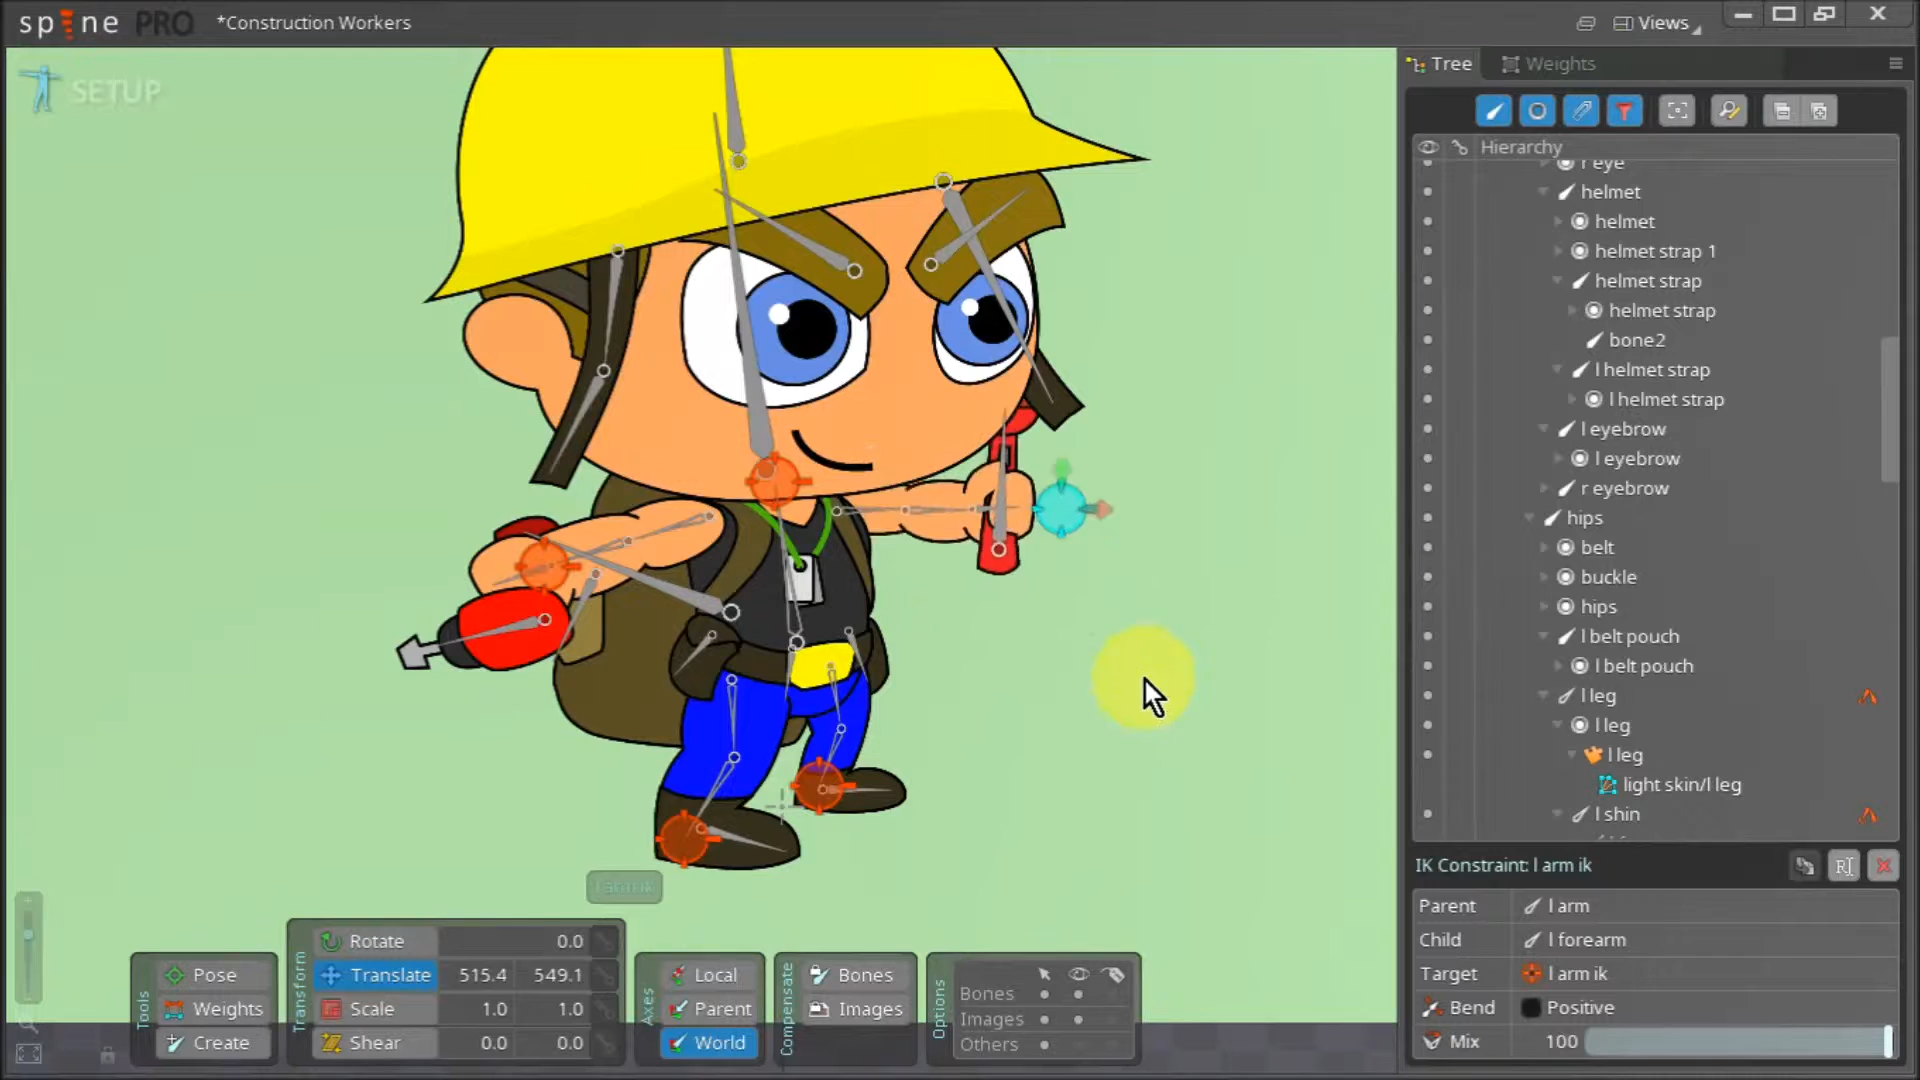 spine PRO *Construction Workers Views
SETUP
Tree Weights
Hierarchy
r eye
helmet
helmet
helmet strap 1
helmet strap
helmet strap
bone2
l helmet strap
l helmet strap
l eyebrow
l eyebrow
r eyebrow
hips
belt
buckle
hips
l belt pouch
l belt pouch
l leg
l leg
l leg
light skin/l leg
l shin
IK Constraint: l arm ik
Parent l arm
Child l forearm
Target l arm ik
Bend Positive
Mix 100
l arm ik
Tools
Pose
Weights
Create
Transform
Rotate 0.0
Translate 515.4 549.1
Scale 1.0 1.0
Shear 0.0 0.0
Axes
Local
Parent
World
Compensate
Bones
Images
Options
Bones
Images
Others